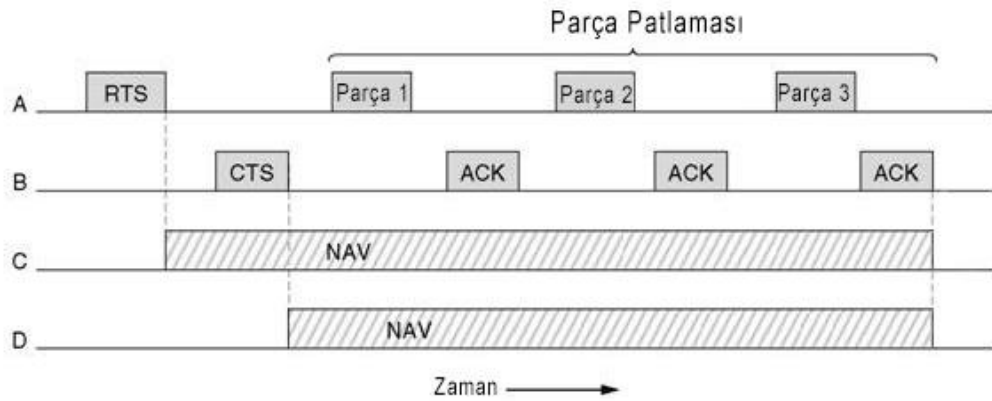 Parça Patlaması
A RTS Parça 1 Parça 2 Parça 3
B CTS ACK ACK ACK
C NAV
D NAV
Zaman